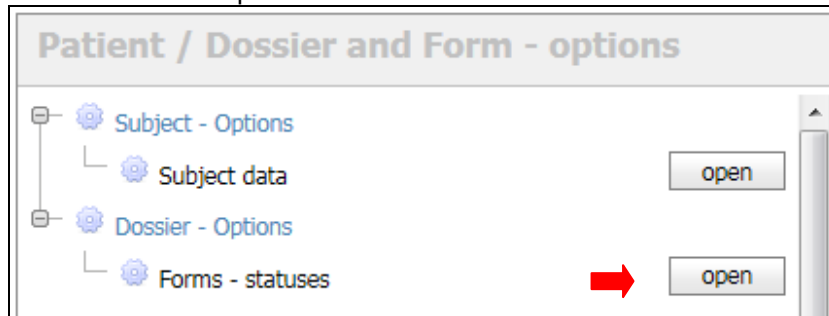 Patient / Dossier and Form - options
Subject - Options
Subject data open
Dossier - Options
Forms - statuses open